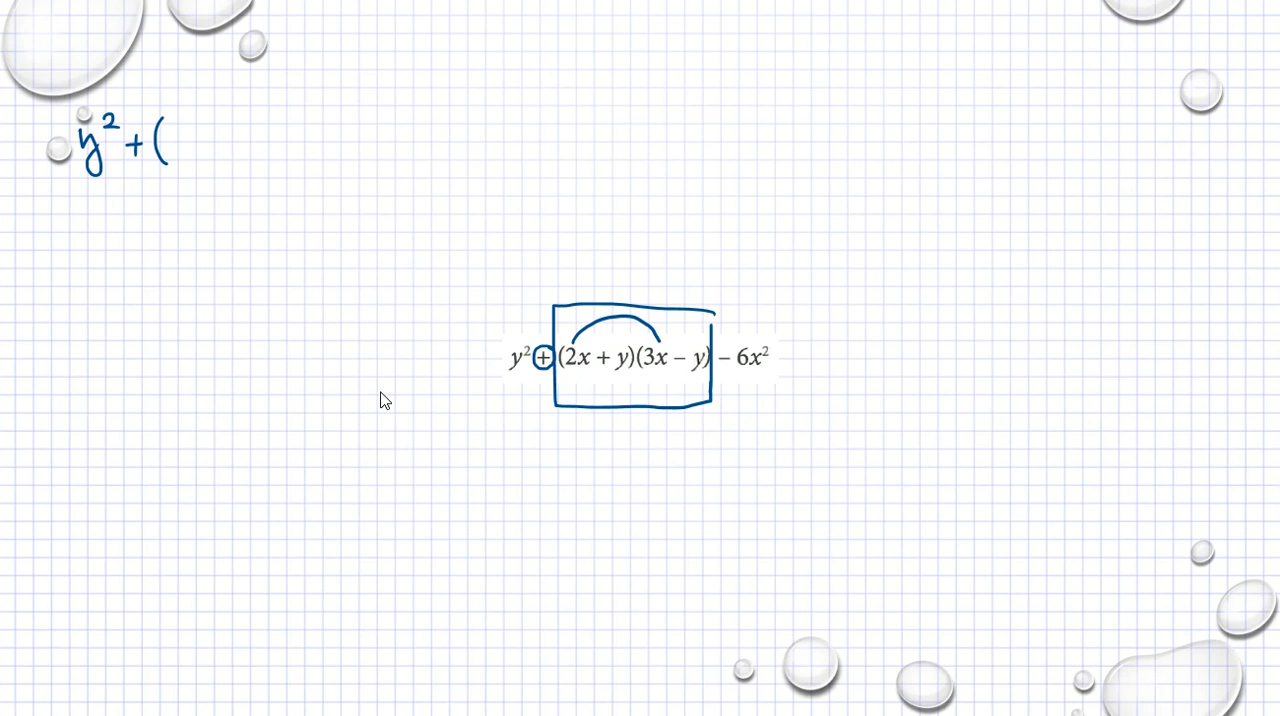 y² + (
y² + (2x + y)(3x − y) − 6x²